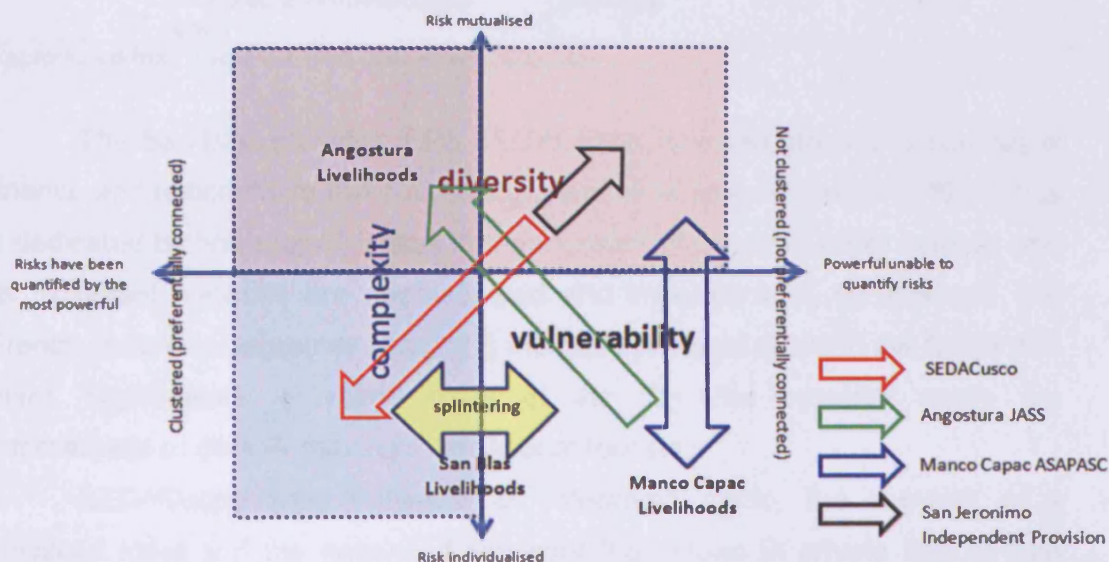 Risk mutualised
Angostura
Livelihoods
diversity
Clustered (preferentially connected)
complexity
Not clustered (not preferentially connected)
Risks have been
quantified by the
most powerful
Powerful unable to
quantify risks
vulnerability
splintering
San Blas
Livelihoods
Manco Capac
Livelihoods
Risk individualised
SEDACusco
Angostura JASS
Manco Capac ASAPASC
San Jeronimo
Independent Provision